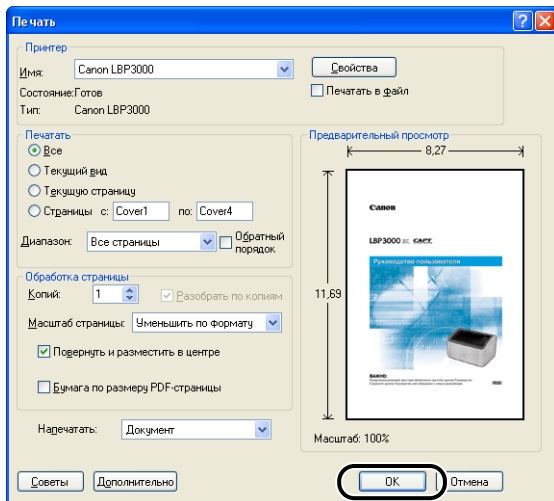 Печать
Принтер
Имя: Canon LBP3000
Свойства
Состояние: Готов
Печатать в файл
Тип: Canon LBP3000
Печатать
Все
Текущий вид
Текущую страницу
Страницы с: Cover1 по: Cover4
Диапазон: Все страницы
Обратный порядок
Обработка страницы
Копий: 1
Разобрать по копиям
Масштаб страницы: Уменьшить по формату
Повернуть и разместить в центре
Бумага по размеру PDF-страницы
Напечатать: Документ
Предварительный просмотр
8,27
11,69
Canon
LBP3000 CAPT
Руководство пользователя
ВАЖНО:
Масштаб: 100%
Советы
Дополнительно
OK
Отмена